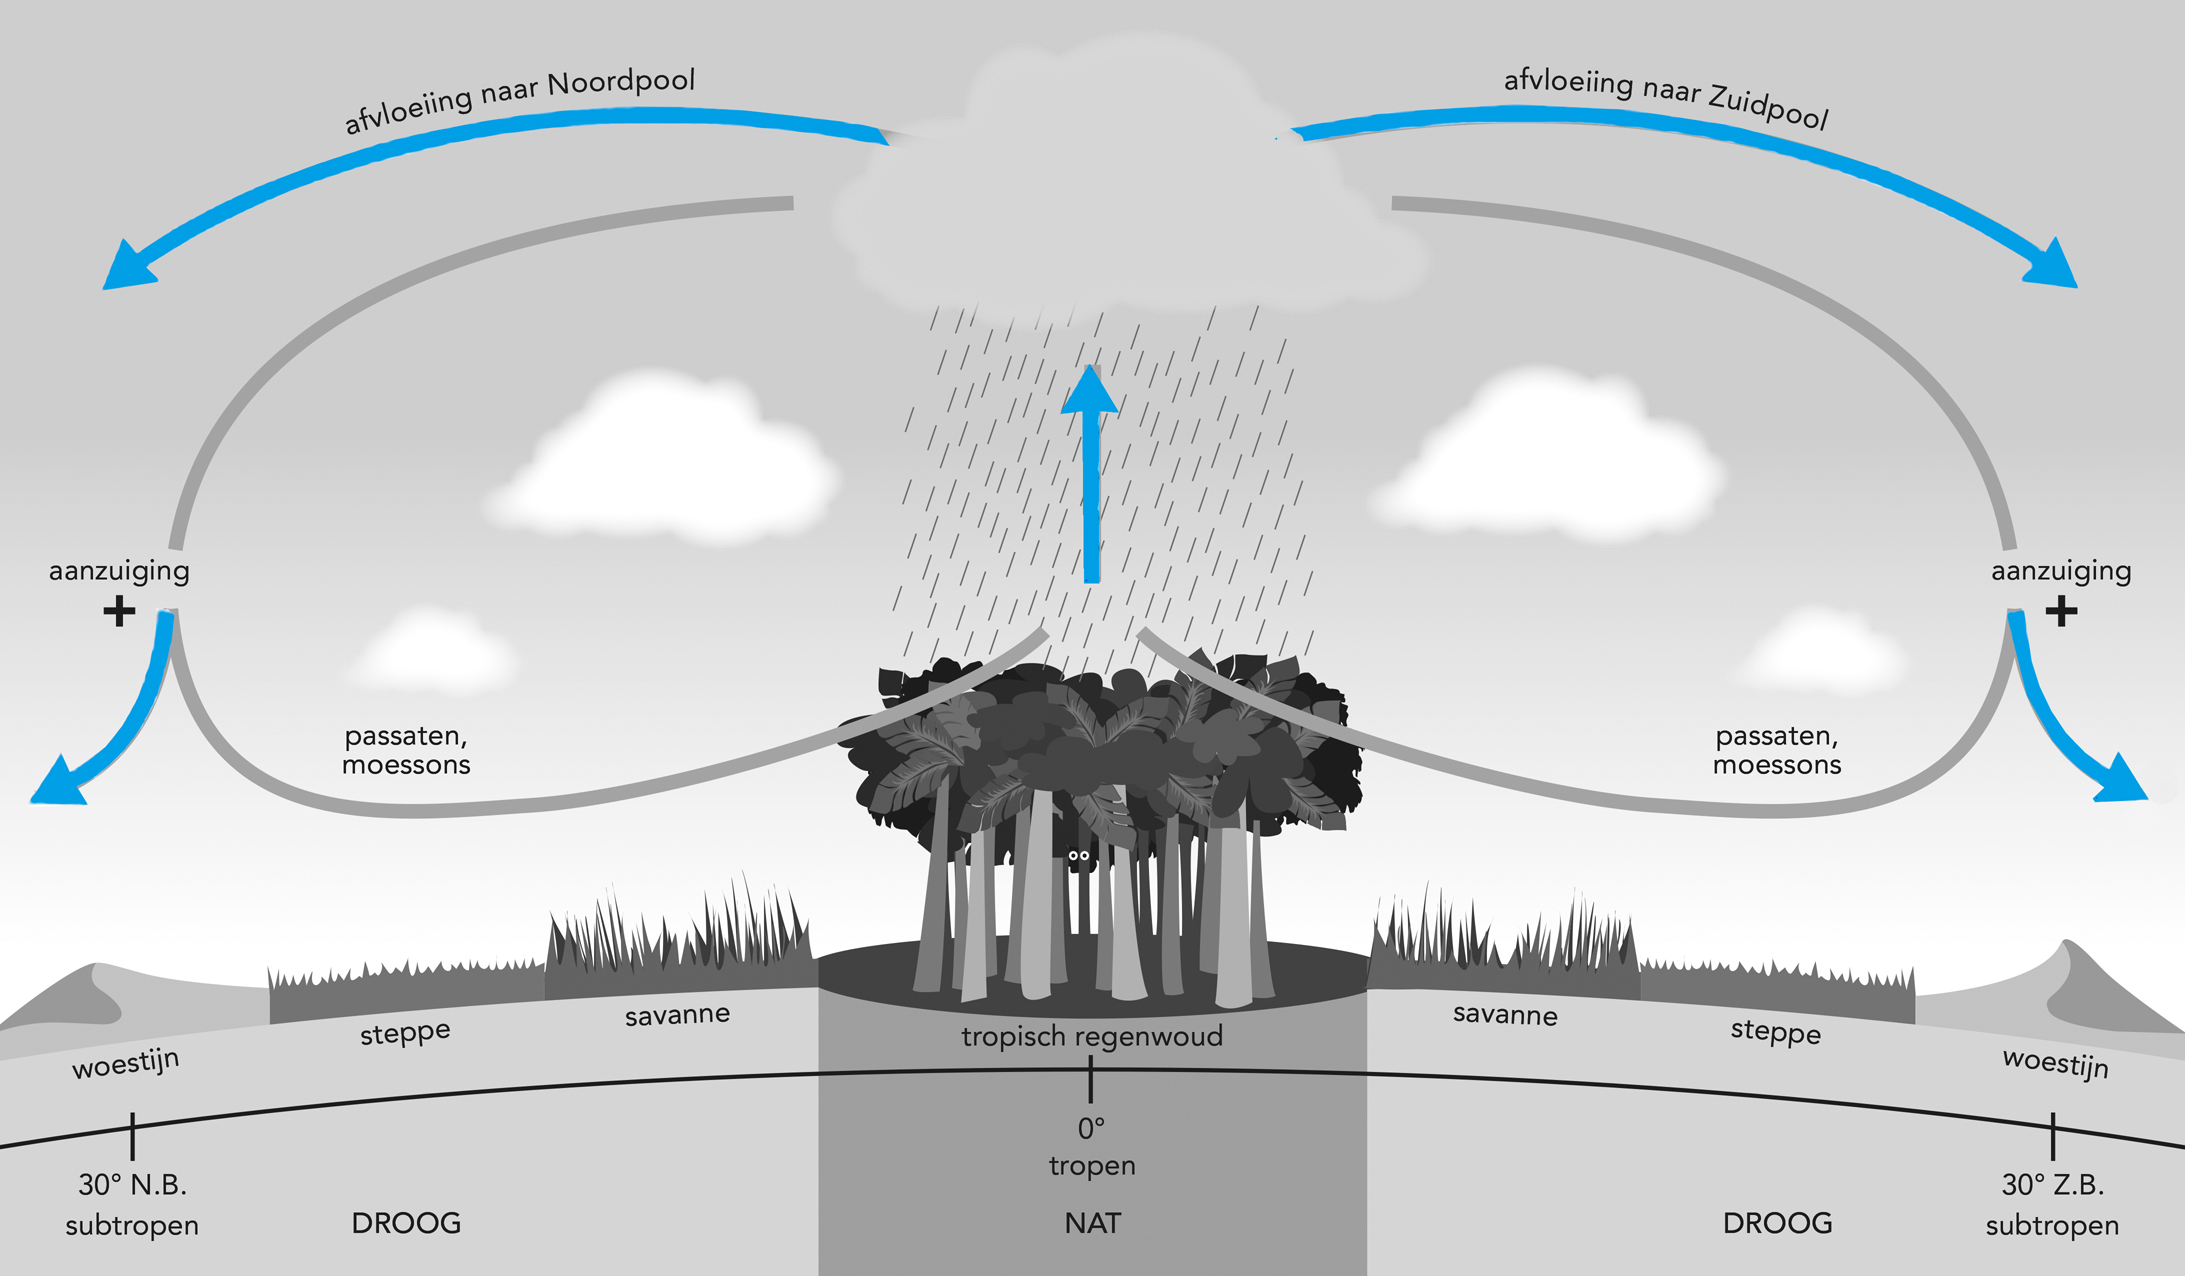 afvloeiing naar Noordpool
afvloeiing naar Zuidpool
aanzuiging
+
aanzuiging
+
passaten,
moessons
passaten,
moessons
woestijn
steppe
savanne
tropisch regenwoud
savanne
steppe
woestijn
30° N.B.
subtropen
DROOG
0°
tropen
NAT
DROOG
30° Z.B.
subtropen